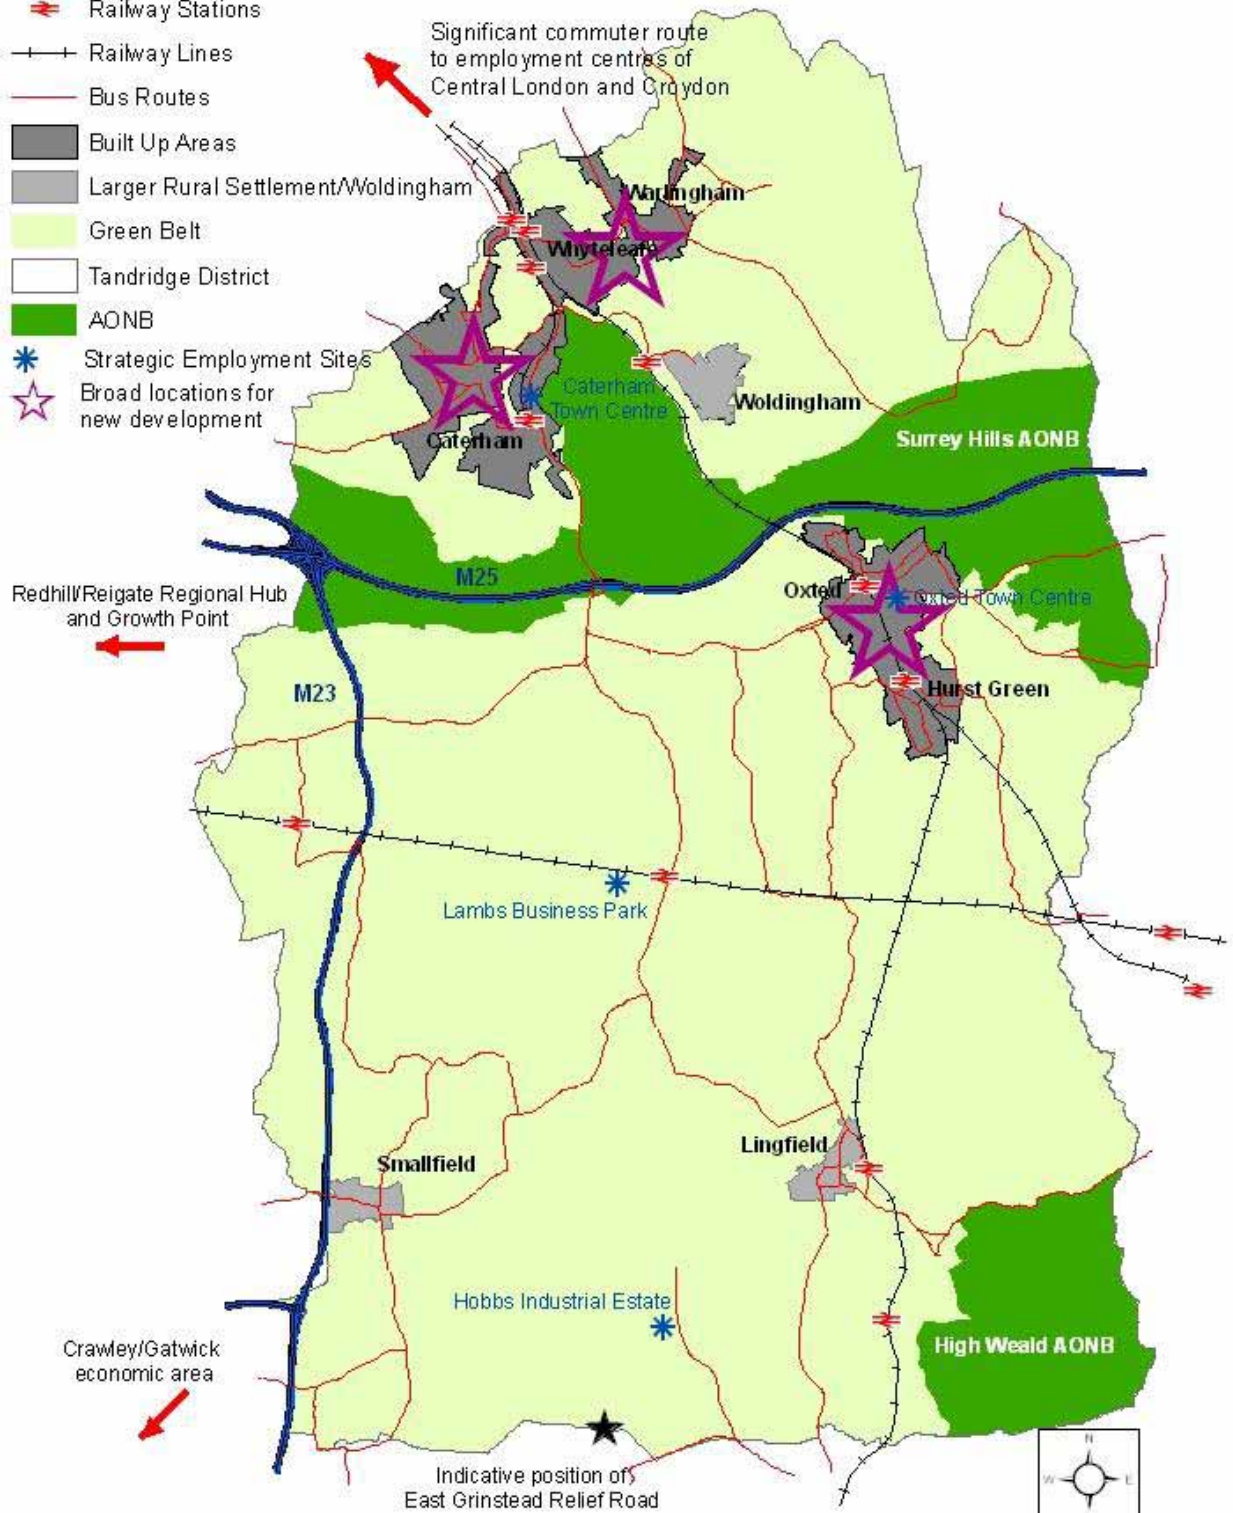 Railway Stations
Railway Lines
Bus Routes
Built Up Areas
Larger Rural Settlement/Woldingham
Green Belt
Tandridge District
AONB
Strategic Employment Sites
Broad locations for
new development
Significant commuter route
to employment centres of
Central London and Croydon
Warlingham
Whyteleafe
Caterham
Town Centre
Woldingham
Caterham
Surrey Hills AONB
M25
Redhill/Reigate Regional Hub
and Growth Point
Oxted
Oxted Town Centre
M23
Hurst Green
Lambs Business Park
Lingfield
Smallfield
Hobbs Industrial Estate
High Weald AONB
Crawley/Gatwick
economic area
Indicative position of
East Grinstead Relief Road
N
W
E